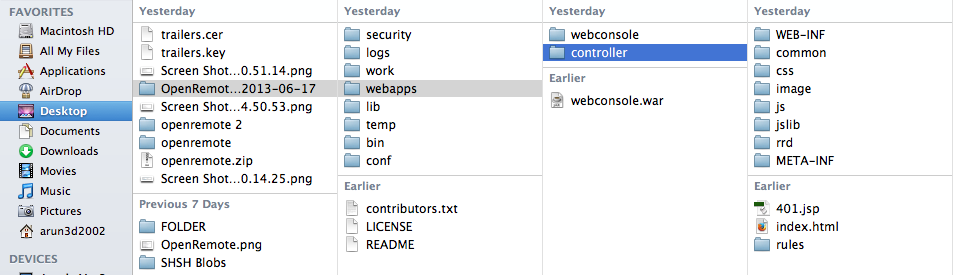 FAVORITES
Macintosh HD
All My Files
Applications
AirDrop
Desktop
Documents
Downloads
Movies
Music
Pictures
arun3d2002
DEVICES
Yesterday
trailers.cer
trailers.key
Screen Shot...0.51.14.png
OpenRemot...2013-06-17
Screen Shot...4.50.53.png
openremote 2
openremote
openremote.zip
Screen Shot...0.14.25.png
Previous 7 Days
FOLDER
OpenRemote.png
SHSH Blobs
Yesterday
security
logs
work
webapps
lib
temp
bin
conf
Earlier
contributors.txt
LICENSE
README
Yesterday
webconsole
controller
Earlier
webconsole.war
Yesterday
WEB-INF
common
css
image
js
jslib
rrd
META-INF
Earlier
401.jsp
index.html
rules